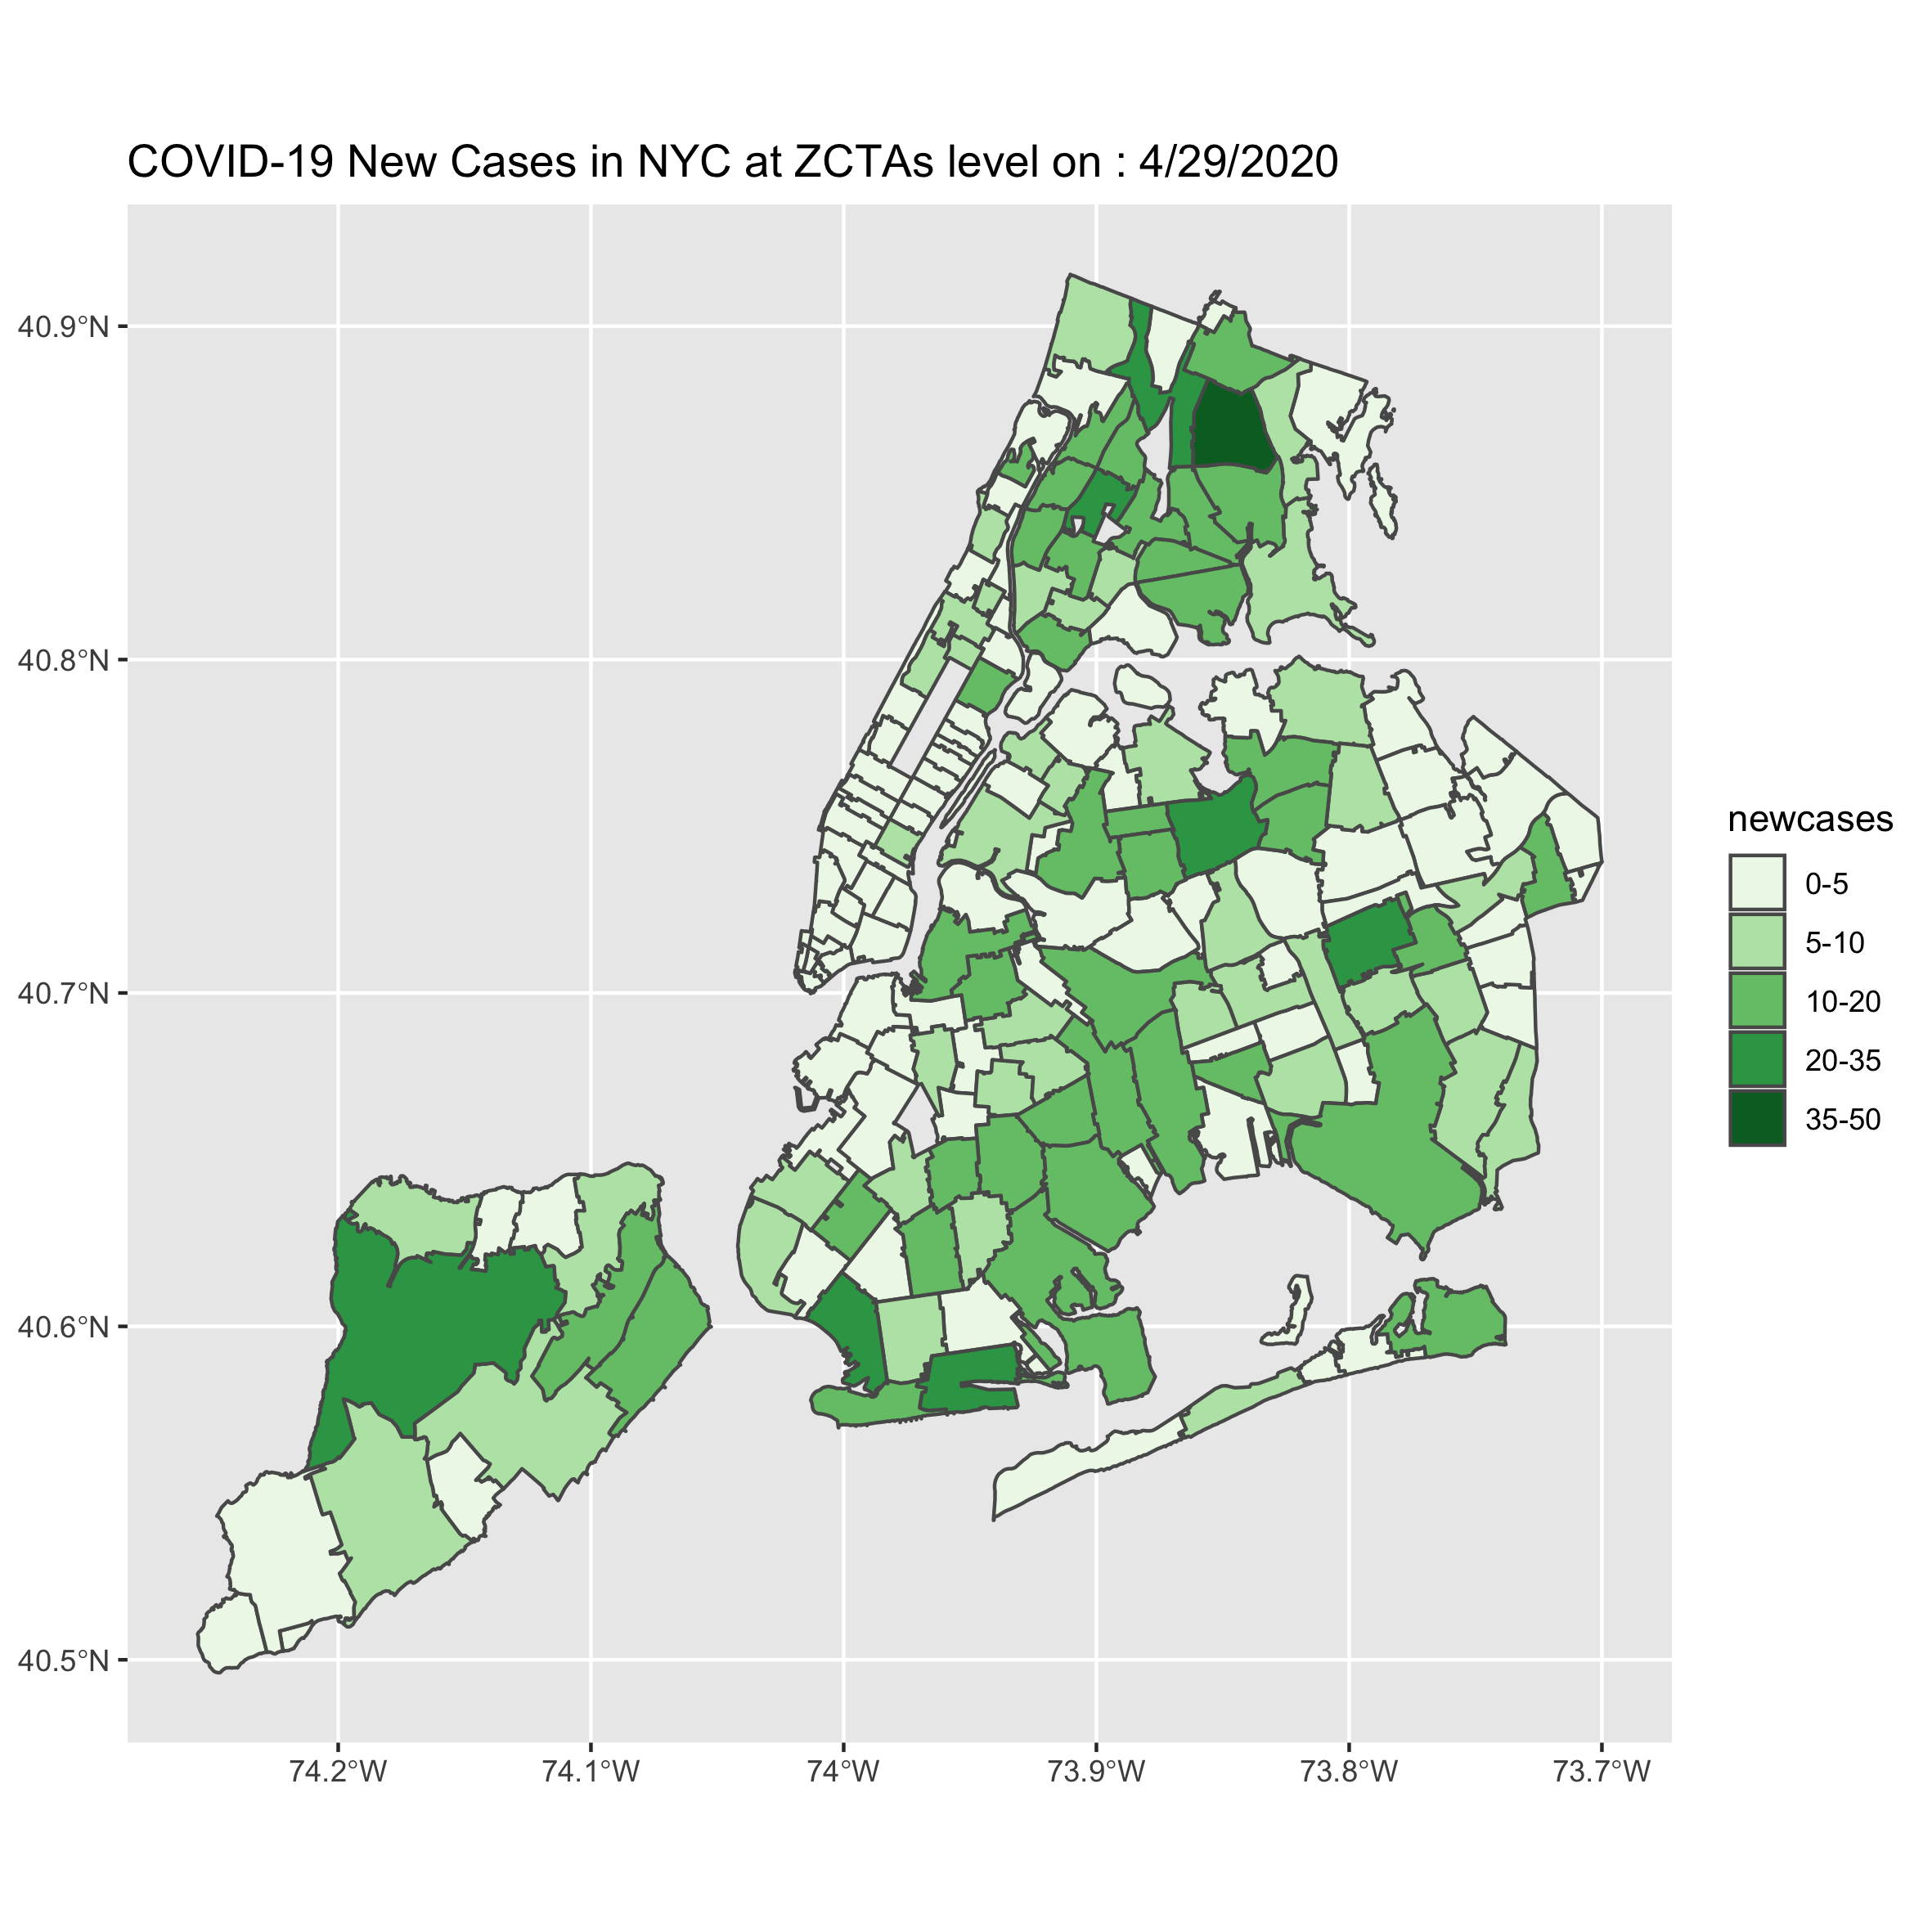 COVID-19 New Cases in NYC at ZCTAs level on : 4/29/2020
40.9°N
40.8°N
40.7°N
40.6°N
40.5°N
74.2°W
74.1°W
74°W
73.9°W
73.8°W
73.7°W
newcases
0-5
5-10
10-20
20-35
35-50